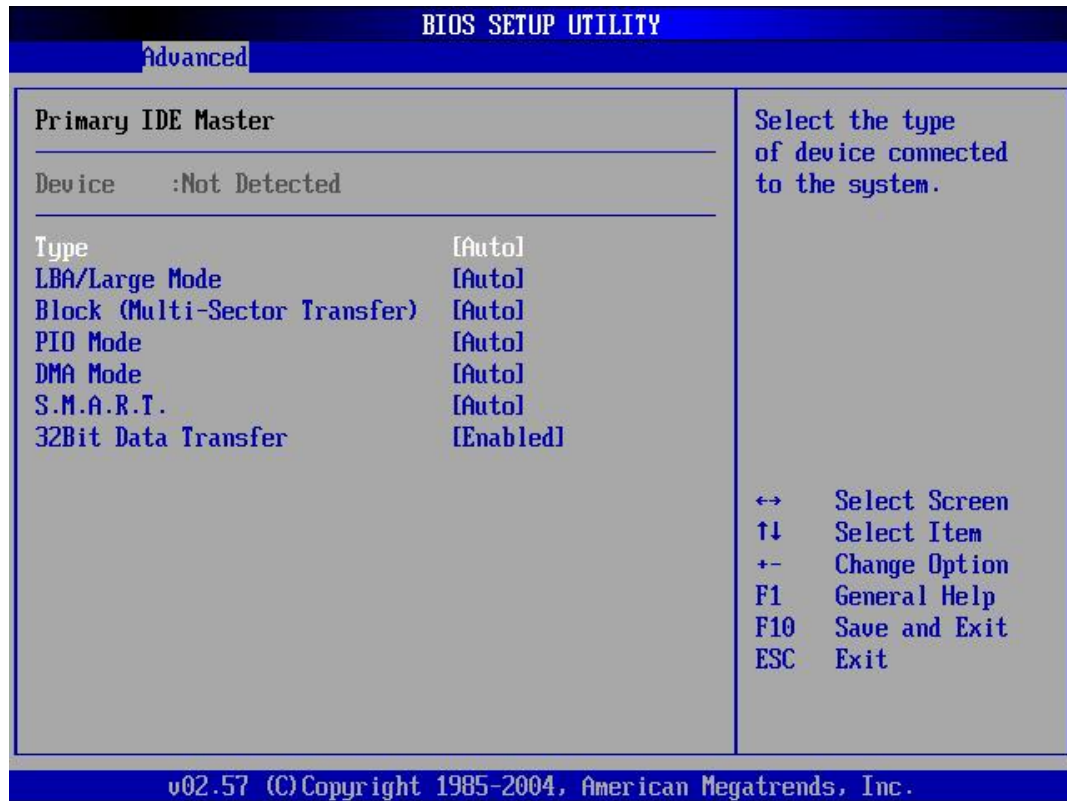 BIOS SETUP UTILITY
Advanced
Primary IDE Master
Device :Not Detected
Type [Auto]
LBA/Large Mode [Auto]
Block (Multi-Sector Transfer) [Auto]
PIO Mode [Auto]
DMA Mode [Auto]
S.M.A.R.T. [Auto]
32Bit Data Transfer [Enabled]
Select the type
of device connected
to the system.
←→ Select Screen
↑↓ Select Item
+- Change Option
F1 General Help
F10 Save and Exit
ESC Exit
v02.57 (C)Copyright 1985-2004, American Megatrends, Inc.